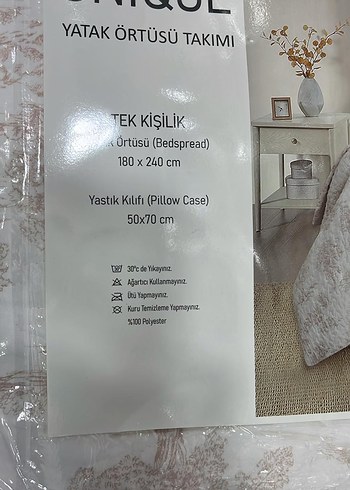 UNIQUE
YATAK ÖRTÜSÜ TAKIMI
TEK KİŞİLİK
Örtüsü (Bedspread)
180 x 240 cm
Yastık Kılıfı (Pillow Case)
50x70 cm
30°c de Yıkayınız.
Ağartıcı Kullanmayınız.
Ütü Yapmayınız.
Kuru Temizleme Yapmayınız.
%100 Polyester